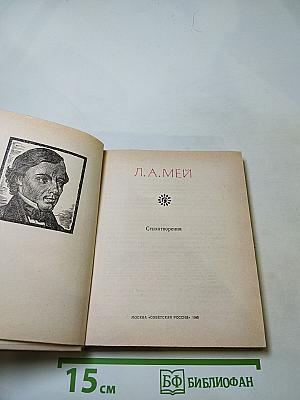 Л. А. МЕЙ
Стихотворения
МОСКВА «СОВЕТСКАЯ РОССИЯ» 1985
15 см
БФ БИБЛИОФАН